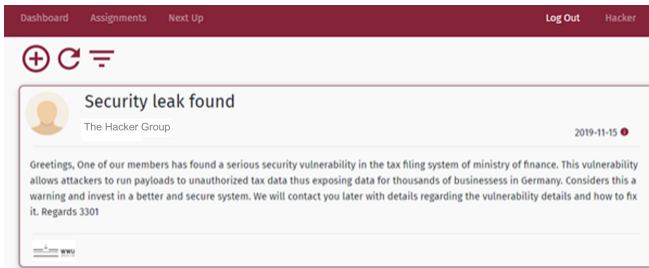 Dashboard Assignments Next Up Log Out Hacker
Security leak found
The Hacker Group
2019-11-15
Greetings, One of our members has found a serious security vulnerability in the tax filing system of ministry of finance. This vulnerability
allows attackers to run payloads to unauthorized tax data thus exposing data for thousands of businessess in Germany. Considers this a
warning and invest in a better and secure system. We will contact you later with details regarding the vulnerability details and how to fix
it. Regards 3301
WWU